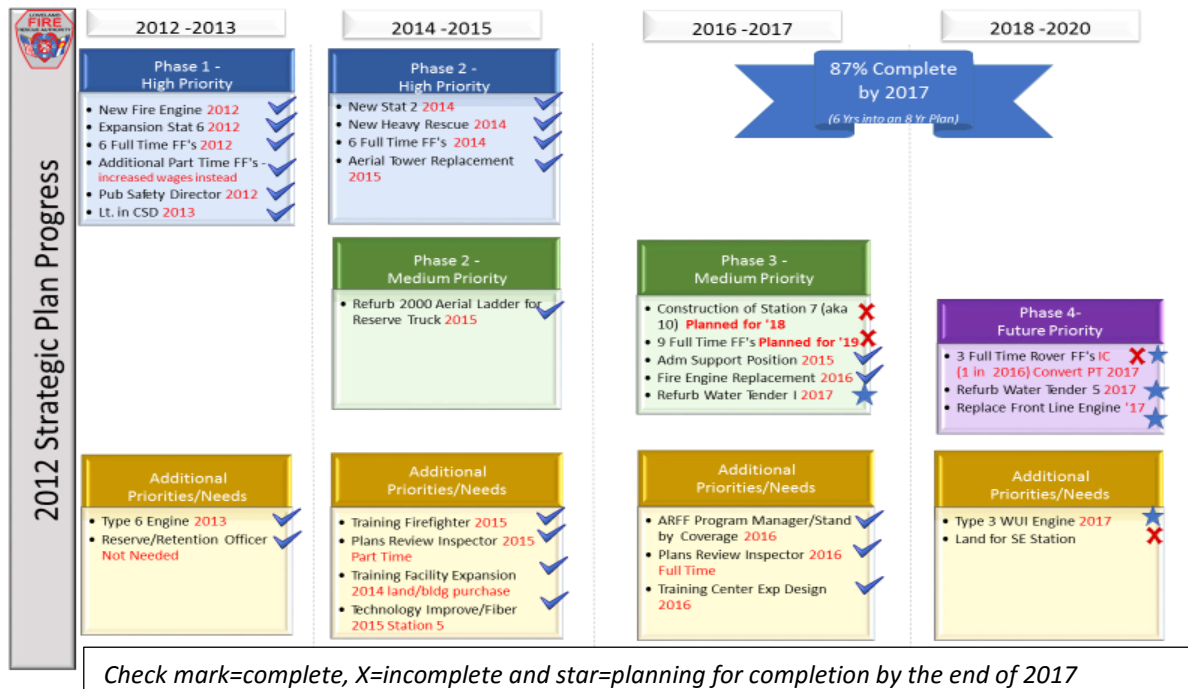 LOVELAND
FIRE
RESCUE AUTHORITY
2012 Strategic Plan Progress
2012 -2013
2014 -2015
2016 -2017
2018 -2020
87% Complete
by 2017
(6 Yrs into an 8 Yr Plan)
Phase 1 -
High Priority
• New Fire Engine 2012
• Expansion Stat 6 2012
• 6 Full Time FF's 2012
• Additional Part Time FF's -
increased wages instead
• Pub Safety Director 2012
• Lt. in CSD 2013
Phase 2 -
High Priority
• New Stat 2 2014
• New Heavy Rescue 2014
• 6 Full Time FF's 2014
• Aerial Tower Replacement
2015
Phase 2 -
Medium Priority
• Refurb 2000 Aerial Ladder for
Reserve Truck 2015
Phase 3 -
Medium Priority
• Construction of Station 7 (aka
10) Planned for '18
• 9 Full Time FF's Planned for '19
• Adm Support Position 2015
• Fire Engine Replacement 2016
• Refurb Water Tender I 2017
Phase 4-
Future Priority
• 3 Full Time Rover FF's IC
(1 in 2016) Convert PT 2017
• Refurb Water Tender 5 2017
• Replace Front Line Engine '17
Additional
Priorities/Needs
• Type 6 Engine 2013
• Reserve/Retention Officer
Not Needed
Additional
Priorities/Needs
• Training Firefighter 2015
• Plans Review Inspector 2015
Part Time
• Training Facility Expansion
2014 land/bldg purchase
• Technology Improve/Fiber
2015 Station 5
Additional
Priorities/Needs
• ARFF Program Manager/Stand
by Coverage 2016
• Plans Review Inspector 2016
Full Time
• Training Center Exp Design
2016
Additional
Priorities/Needs
• Type 3 WUI Engine 2017
• Land for SE Station
Check mark=complete, X=incomplete and star=planning for completion by the end of 2017